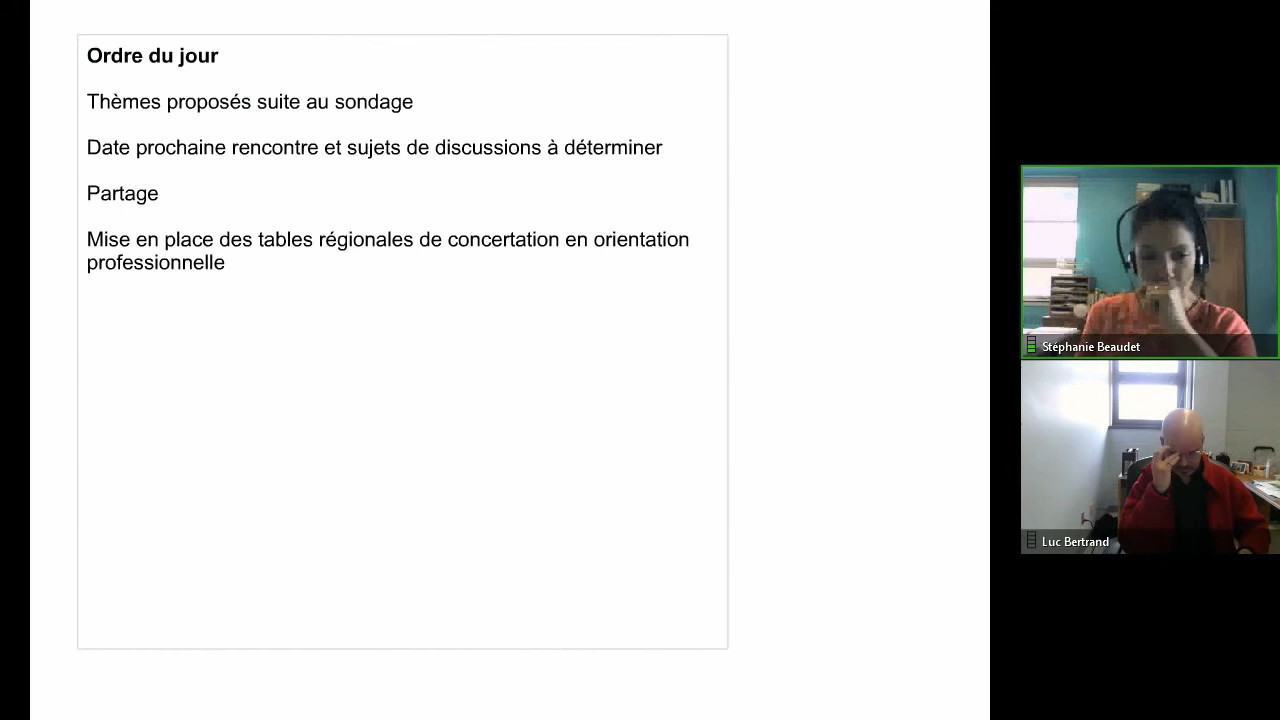 Ordre du jour
Thèmes proposés suite au sondage
Date prochaine rencontre et sujets de discussions à déterminer
Partage
Mise en place des tables régionales de concertation en orientation
professionnelle
Stéphanie Beaudet
Luc Bertrand